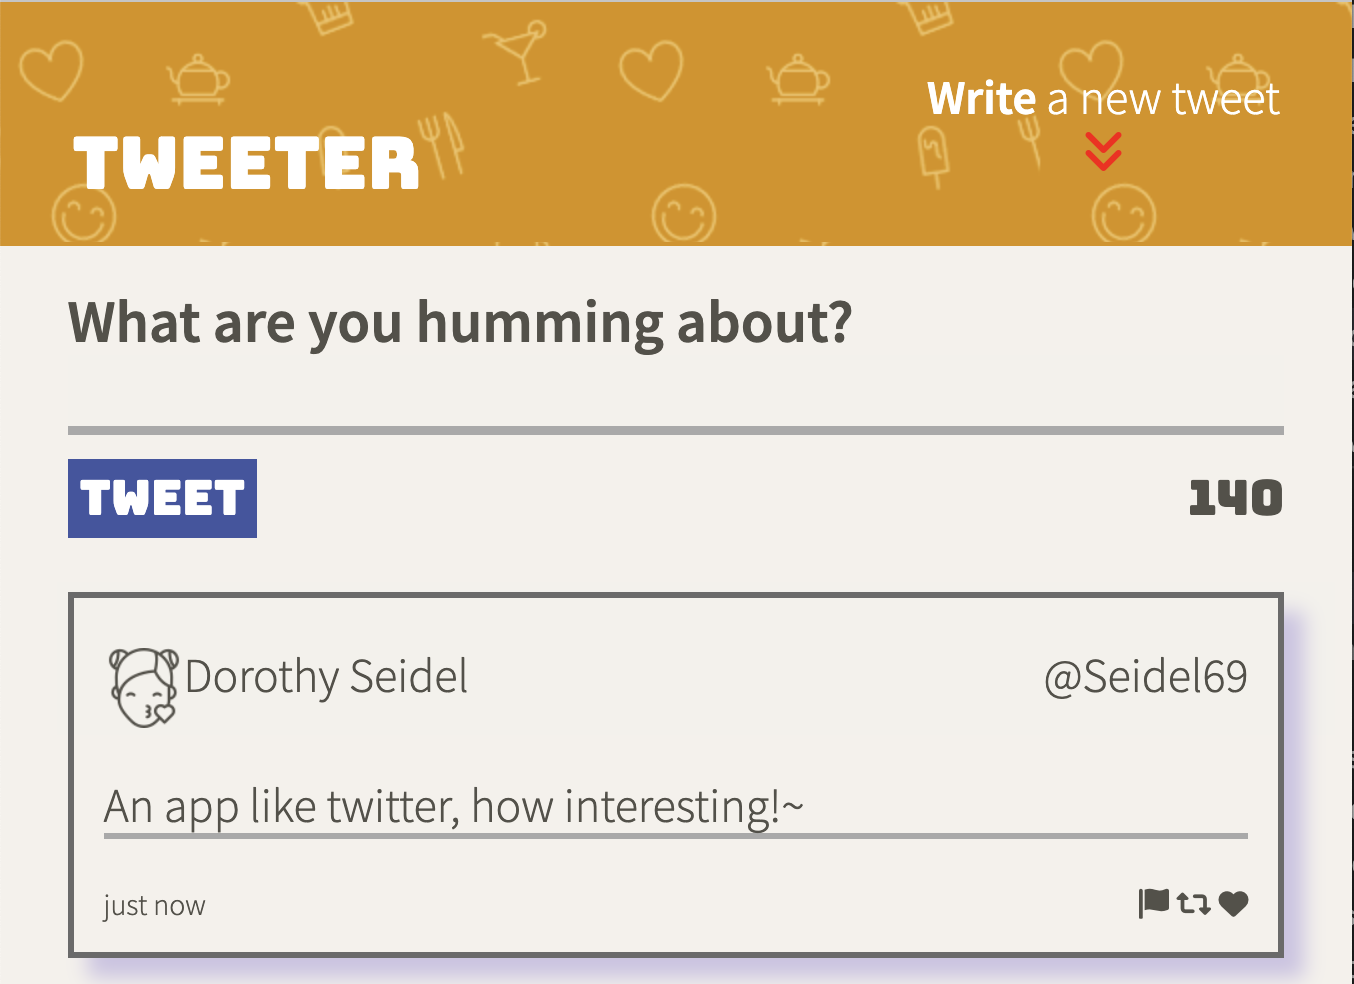 Write a new tweet
TWEETER
What are you humming about?
TWEET
140
Dorothy Seidel
@Seidel69
An app like twitter, how interesting!~
just now